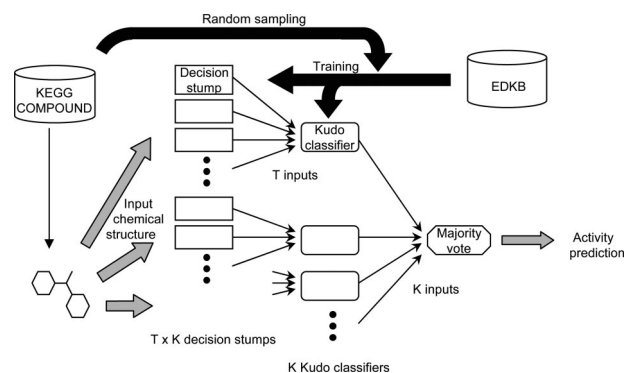 Random sampling
KEGG
COMPOUND
Decision
stump
Training
EDKB
Kudo
classifier
T inputs
Input
chemical
structure
Majority
vote
Activity
prediction
K inputs
T x K decision stumps
K Kudo classifiers